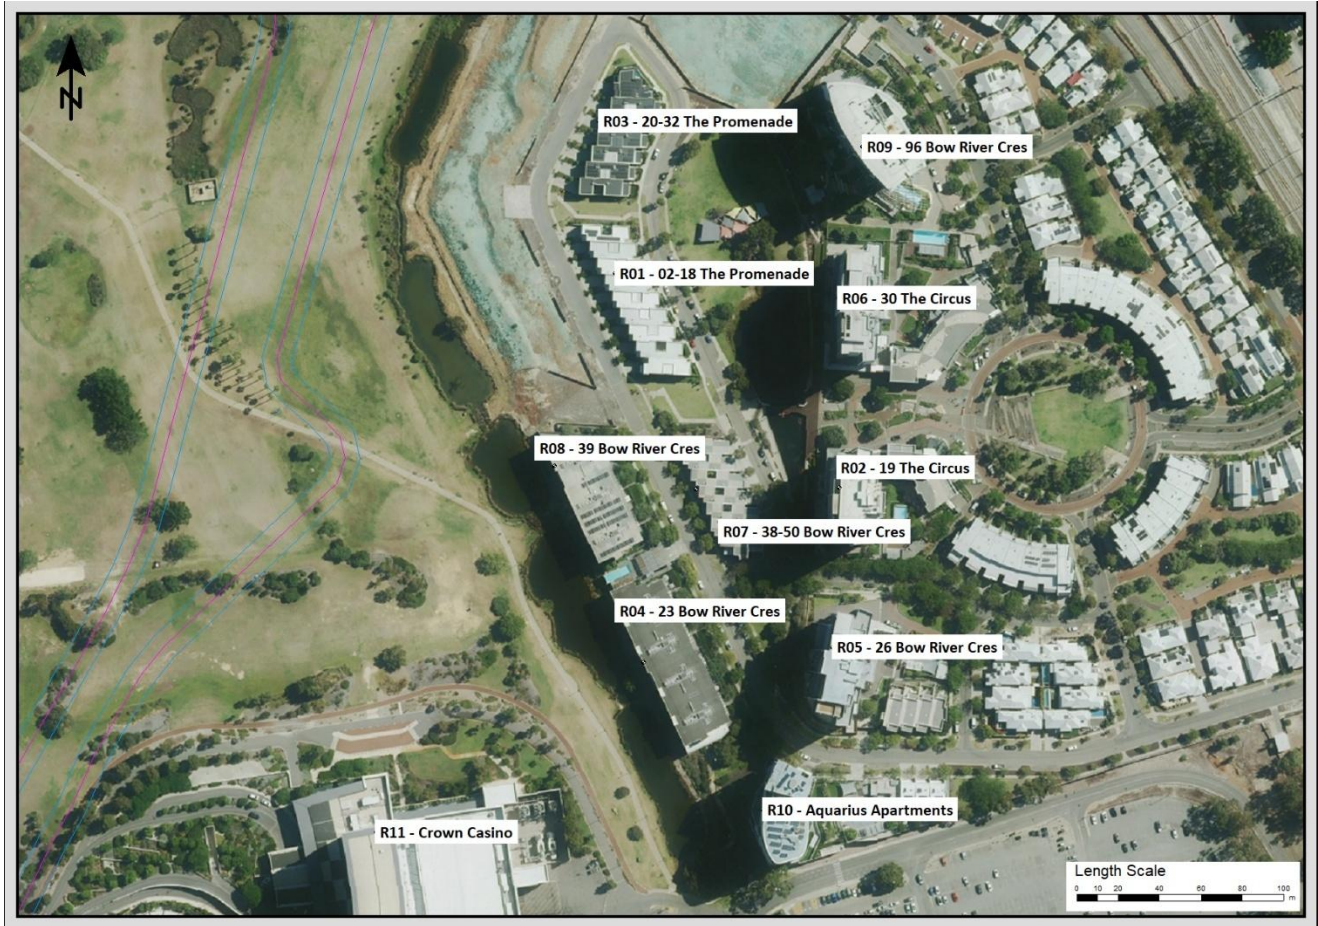 N
R03 - 20-32 The Promenade
R09 - 96 Bow River Cres
R01 - 02-18 The Promenade
R06 - 30 The Circus
R08 - 39 Bow River Cres
R02 - 19 The Circus
R07 - 38-50 Bow River Cres
R04 - 23 Bow River Cres
R05 - 26 Bow River Cres
R10 - Aquarius Apartments
R11 - Crown Casino
Length Scale
0 10 20 40 60 80 100
m